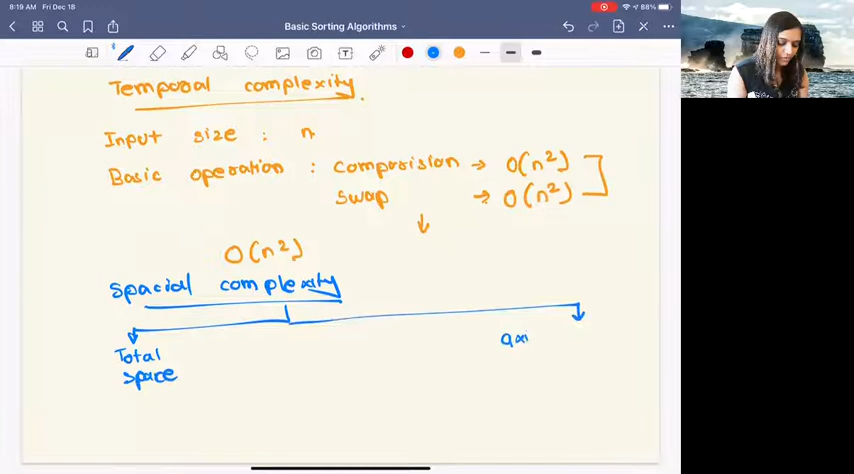 8:19 AM Fri Dec 18
88%
Basic Sorting Algorithms
T
Temporal complexity.
Input size : n
Basic operation : comparision → O(n²)
swap → O(n²)
↓
O(n²)
Spacial complexity
Total axi
space